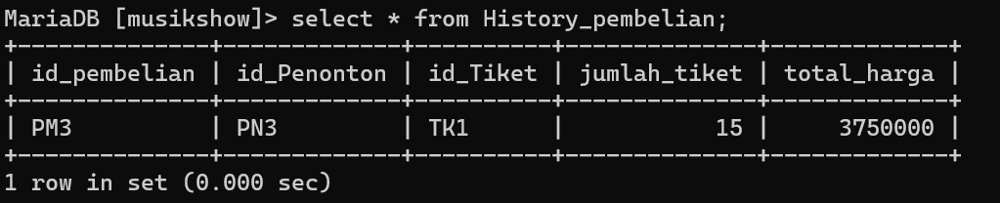 MariaDB [musikshow]> select * from History_pembelian;
+--------------+-------------+----------+--------------+-------------+
| id_pembelian | id_Penonton | id_Tiket | jumlah_tiket | total_harga |
+--------------+-------------+----------+--------------+-------------+
| PM3          | PN3         | TK1      |           15 |     3750000 |
+--------------+-------------+----------+--------------+-------------+
1 row in set (0.000 sec)